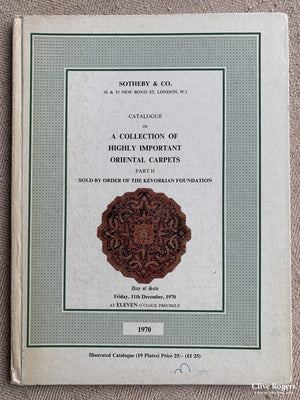 SOTHEBY & CO.
34 & 35 NEW BOND ST, LONDON, W.1
CATALOGUE
OF
A COLLECTION OF
HIGHLY IMPORTANT
ORIENTAL CARPETS
PART II
SOLD BY ORDER OF THE KEVORKIAN FOUNDATION
Day of Sale
Friday, 11th December, 1970
AT ELEVEN O'CLOCK PRECISELY
1970
Illustrated Catalogue (19 Plates) Price 25/- (£1·25)
Clive Rogers